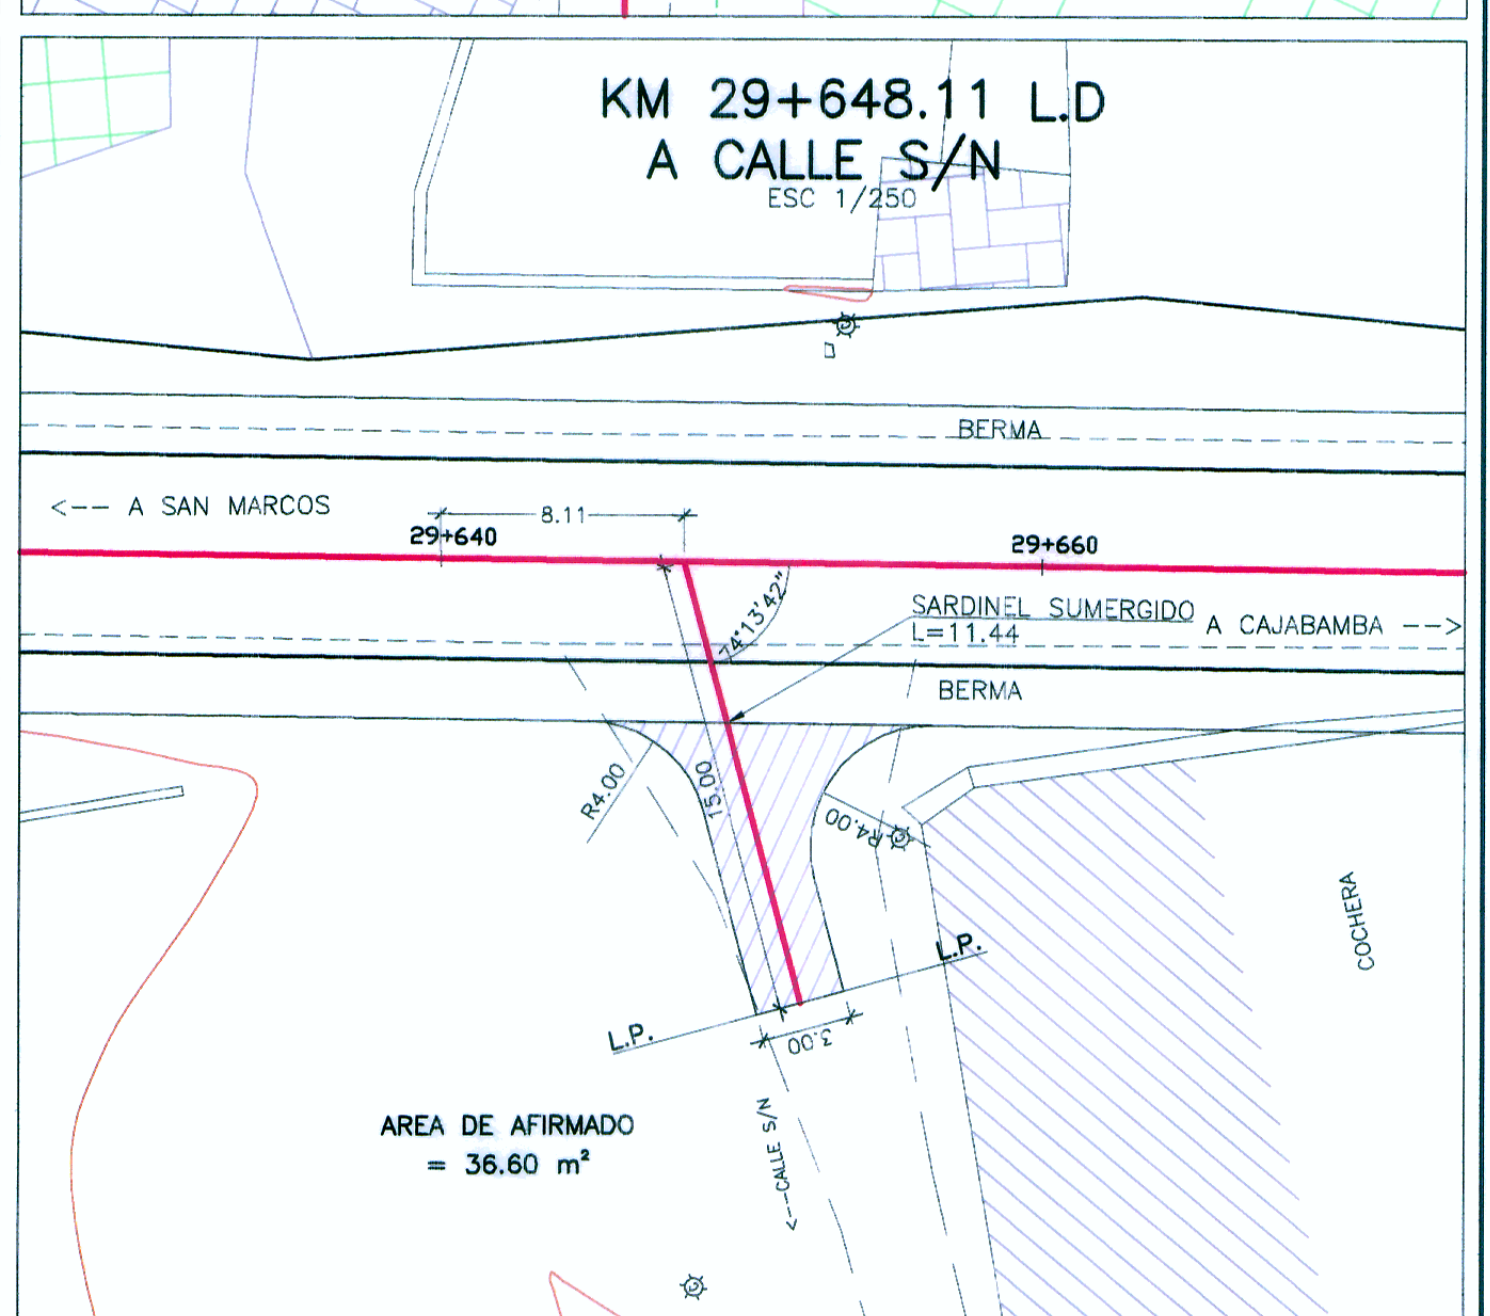 KM 29+648.11 L.D
A CALLE S/N
ESC 1/250
BERMA
<-- A SAN MARCOS
8.11
29+640
29+660
74°13'42"
SARDINEL SUMERGIDO
L=11.44
A CAJABAMBA -->
BERMA
R4.00
15.00
R4.00
COCHERA
L.P.
L.P.
3.00
<---CALLE S/N
AREA DE AFIRMADO
= 36.60 m²